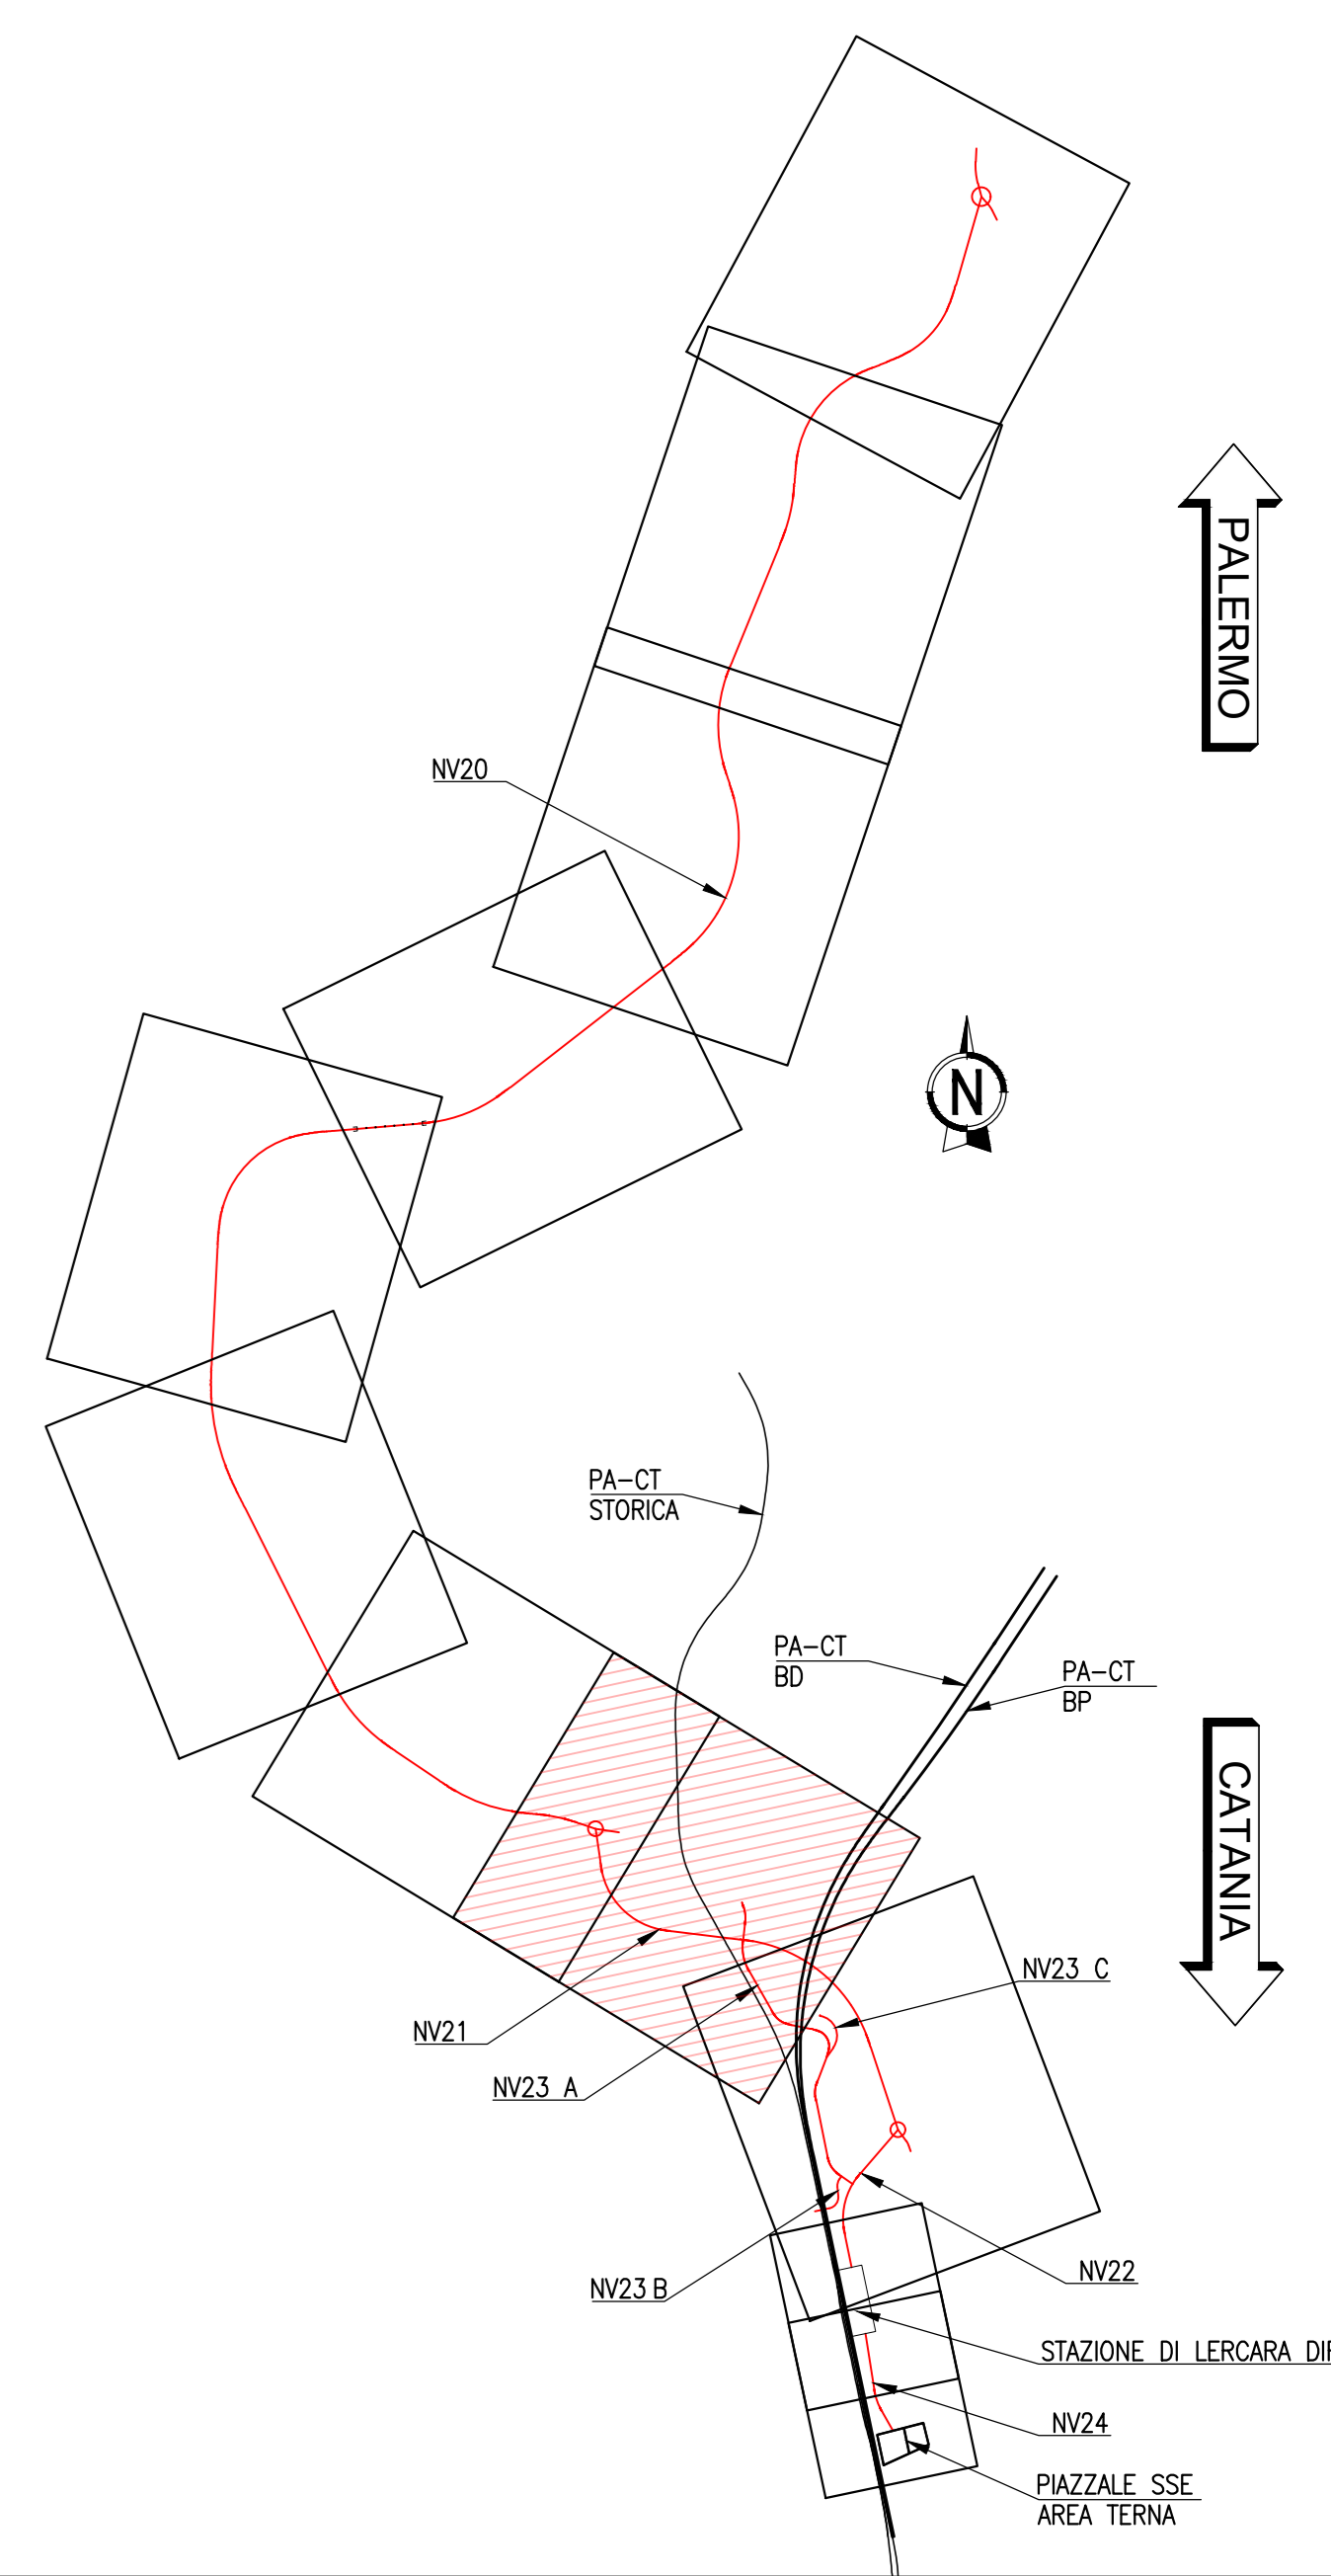 PALERMO
NV20
N
PA-CT
STORICA
PA-CT
BD
PA-CT
BP
CATANIA
NV23 C
NV21
NV23 A
NV22
NV23 B
STAZIONE DI LERCARA
NV24
PIAZZALE SSE
AREA TERNA